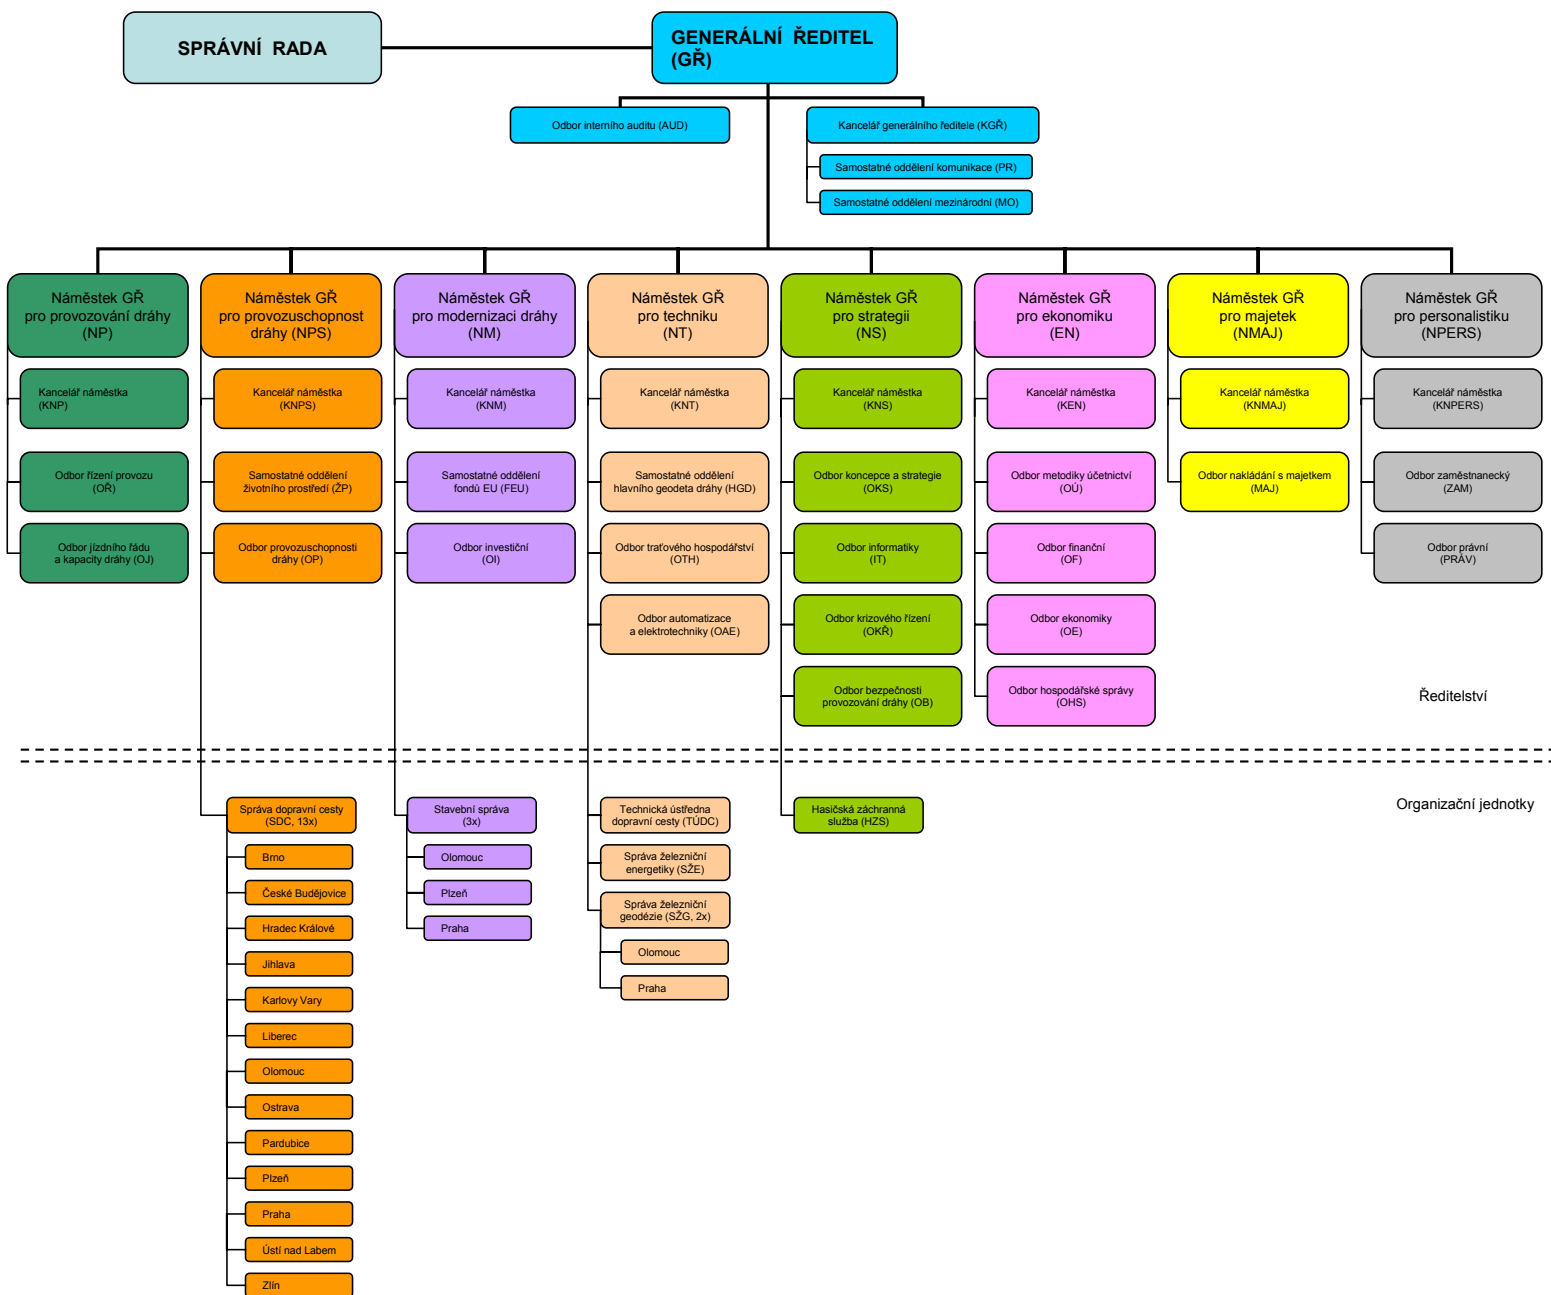 SPRÁVNÍ RADA
GENERÁLNÍ ŘEDITEL
(GŘ)
Odbor interního auditu (AUD)
Kancelář generálního ředitele (KGŘ)
Samostatné oddělení komunikace (PR)
Samostatné oddělení mezinárodní (MO)
Náměstek GŘ
pro provozování dráhy
(NP)
Kancelář náměstka
(KNP)
Odbor řízení provozu
(OŘ)
Odbor jízdního řádu
a kapacity dráhy (OJ)
Náměstek GŘ
pro provozuschopnost
dráhy (NPS)
Kancelář náměstka
(KNPS)
Samostatné oddělení
životního prostředí (ŽP)
Odbor provozuschopnosti
dráhy (OP)
Náměstek GŘ
pro modernizaci dráhy
(NM)
Kancelář náměstka
(KNM)
Samostatné oddělení
fondů EU (FEU)
Odbor investiční
(OI)
Náměstek GŘ
pro techniku
(NT)
Kancelář náměstka
(KNT)
Samostatné oddělení
hlavního geodeta dráhy (HGD)
Odbor traťového hospodářství
(OTH)
Odbor automatizace
a elektrotechniky (OAE)
Náměstek GŘ
pro strategii
(NS)
Kancelář náměstka
(KNS)
Odbor koncepce a strategie
(OKS)
Odbor informatiky
(IT)
Odbor krizového řízení
(OKŘ)
Odbor bezpečnosti
provozování dráhy (OB)
Náměstek GŘ
pro ekonomiku
(EN)
Kancelář náměstka
(KEN)
Odbor metodiky účetnictví
(OÚ)
Odbor finanční
(OF)
Odbor ekonomiky
(OE)
Odbor hospodářské správy
(OHS)
Náměstek GŘ
pro majetek
(NMAJ)
Kancelář náměstka
(KNMAJ)
Odbor nakládání s majetkem
(MAJ)
Náměstek GŘ
pro personalistiku
(NPERS)
Kancelář náměstka
(KNPERS)
Odbor zaměstnanecký
(ZAM)
Odbor právní
(PRÁV)
Ředitelství
Organizační jednotky
Správa dopravní cesty
(SDC, 13x)
Brno
České Budějovice
Hradec Králové
Jihlava
Karlovy Vary
Liberec
Olomouc
Ostrava
Pardubice
Plzeň
Praha
Ústí nad Labem
Zlín
Stavební správa
(3x)
Olomouc
Plzeň
Praha
Technická ústředna
dopravní cesty (TÚDC)
Správa železniční
energetiky (SŽE)
Správa železniční
geodézie (SŽG, 2x)
Olomouc
Praha
Hasičská záchranná
služba (HZS)